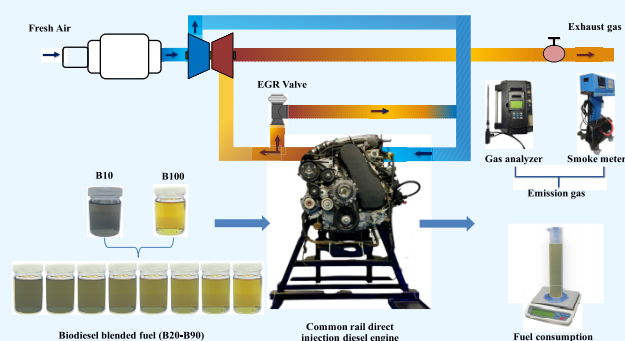 Fresh Air
Exhaust gas
EGR Valve
Gas analyzer
Smoke meter
Emission gas
B10
B100
Biodiesel blended fuel (B20-B90)
Common rail direct
injection diesel engine
Fuel consumption